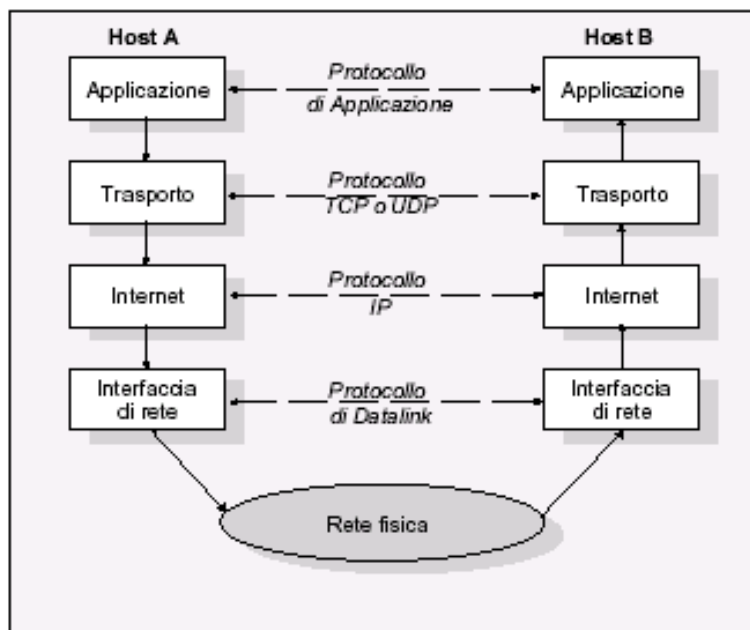 Host A
Host B
Applicazione
Protocollo
di Applicazione
Applicazione
Trasporto
Protocollo
TCP o UDP
Trasporto
Internet
Protocollo
IP
Internet
Interfaccia
di rete
Protocollo
di Datalink
Interfaccia
di rete
Rete fisica